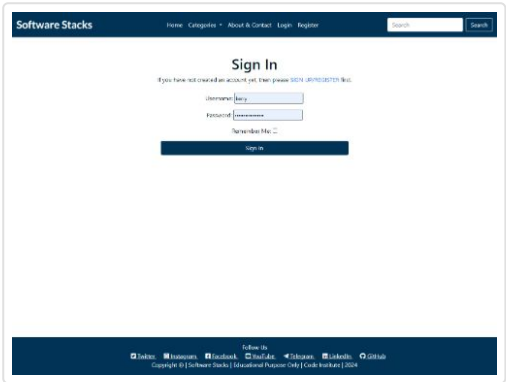 Software Stacks
Home Categories About & Contact Login Register
Search
Search
Sign In
If you have not created an account yet, then please SIGN UP/REGISTER first.
Username:
Password:
Remember Me:
Sign In
Follow Us
Twitter Instagram Facebook YouTube Telegram LinkedIn GitHub
Copyright © | Software Stacks | Educational Purpose Only | Code Institute | 2024